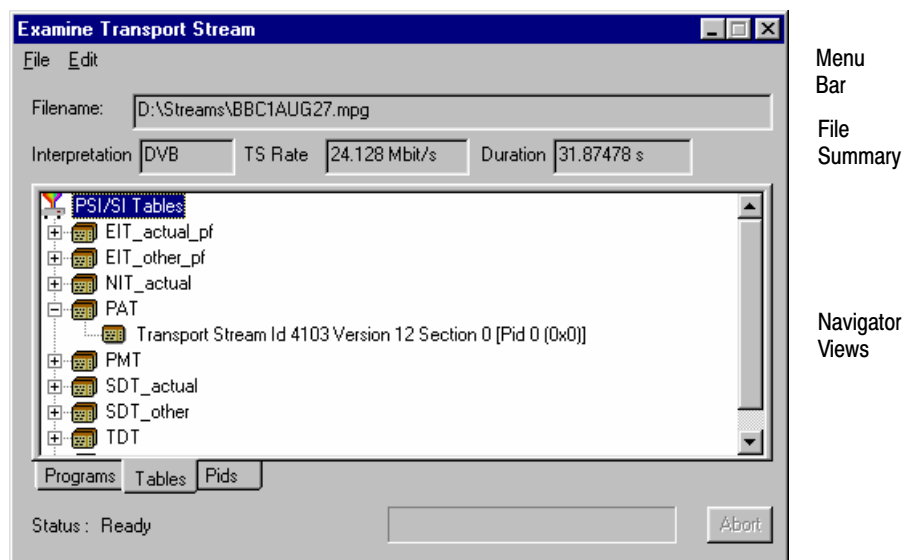 Examine Transport Stream
File Edit
Menu
Bar
Filename: D:\Streams\BBC1AUG27.mpg
File
Summary
Interpretation DVB TS Rate 24.128 Mbit/s Duration 31.87478 s
PSI/SI Tables
EIT_actual_pf
EIT_other_pf
NIT_actual
PAT
Transport Stream Id 4103 Version 12 Section 0 [Pid 0 (0x0)]
Navigator
Views
PMT
SDT_actual
SDT_other
TDT
Programs Tables Pids
Status : Ready Abort